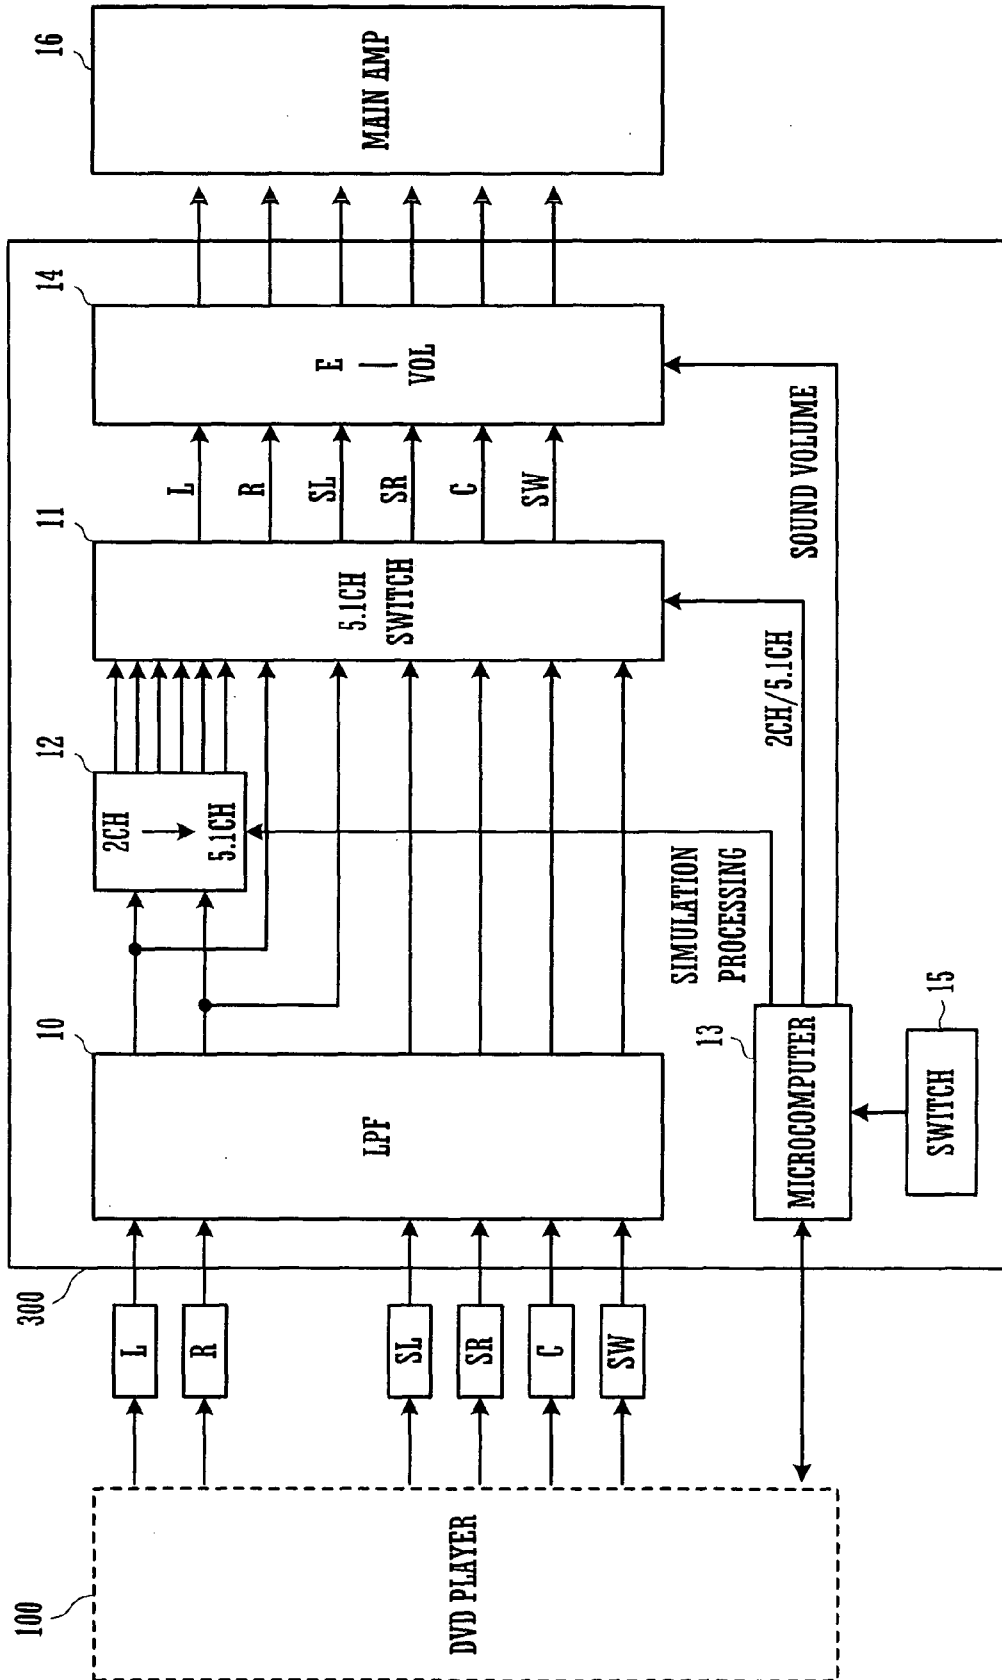 100
DVD PLAYER
L
R
SL
SR
C
SW
300
10
LPF
12
2CH
5.1CH
11
5.1CH
SWITCH
L
R
SL
SR
C
SW
14
E
VOL
16
MAIN AMP
SIMULATION
PROCESSING
2CH/5.1CH
SOUND VOLUME
13
MICROCOMPUTER
15
SWITCH